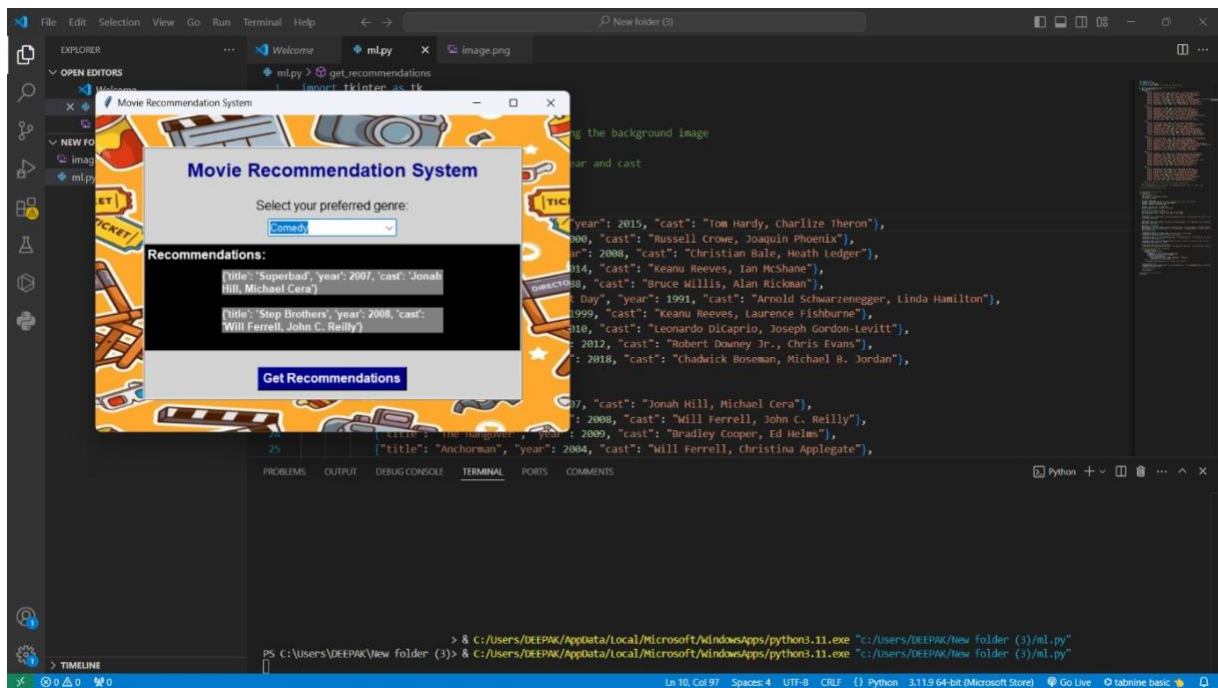 File Edit Selection View Go Run Terminal Help
New folder (3)
EXPLORER
Welcome
ml.py
image.png
OPEN EDITORS
ml.py > get_recommendations
Welcome
1 import tkinter as tk
Movie Recommendation System
NEW FO
imag
ml.py
ng the background image
ear and cast
Movie Recommendation System
Select your preferred genre:
Comedy
Recommendations:
{'title': 'Superbad', 'year': 2007, 'cast': 'Jonah
Hill, Michael Cera'}
{'title': 'Step Brothers', 'year': 2008, 'cast':
'Will Ferrell, John C. Reilly'}
Get Recommendations
TICKET
DIRECTO
"year": 2015, "cast": "Tom Hardy, Charlize Theron"},
000, "cast": "Russell Crowe, Joaquin Phoenix"},
ar": 2008, "cast": "Christian Bale, Heath Ledger"},
014, "cast": "Keanu Reeves, Ian McShane"},
88, "cast": "Bruce Willis, Alan Rickman"},
t Day", "year": 1991, "cast": "Arnold Schwarzenegger, Linda Hamilton"},
1999, "cast": "Keanu Reeves, Laurence Fishburne"},
010, "cast": "Leonardo DiCaprio, Joseph Gordon-Levitt"},
: 2012, "cast": "Robert Downey Jr., Chris Evans"},
": 2018, "cast": "Chadwick Boseman, Michael B. Jordan"},
07, "cast": "Jonah Hill, Michael Cera"},
: 2008, "cast": "Will Ferrell, John C. Reilly"},
24 {"title": "The Hangover", "year": 2009, "cast": "Bradley Cooper, Ed Helms"},
25 {"title": "Anchorman", "year": 2004, "cast": "Will Ferrell, Christina Applegate"},
PROBLEMS OUTPUT DEBUG CONSOLE TERMINAL PORTS COMMENTS
Python
> & C:/Users/DEEPAK/AppData/Local/Microsoft/WindowsApps/python3.11.exe "c:/Users/DEEPAK/New folder (3)/ml.py"
PS C:\Users\DEEPAK\New folder (3)> & C:/Users/DEEPAK/AppData/Local/Microsoft/WindowsApps/python3.11.exe "c:/Users/DEEPAK/New folder (3)/ml.py"
TIMELINE
0 0 0 Ln 10, Col 97 Spaces: 4 UTF-8 CRLF {} Python 3.11.9 64-bit (Microsoft Store) Go Live tabnine basic